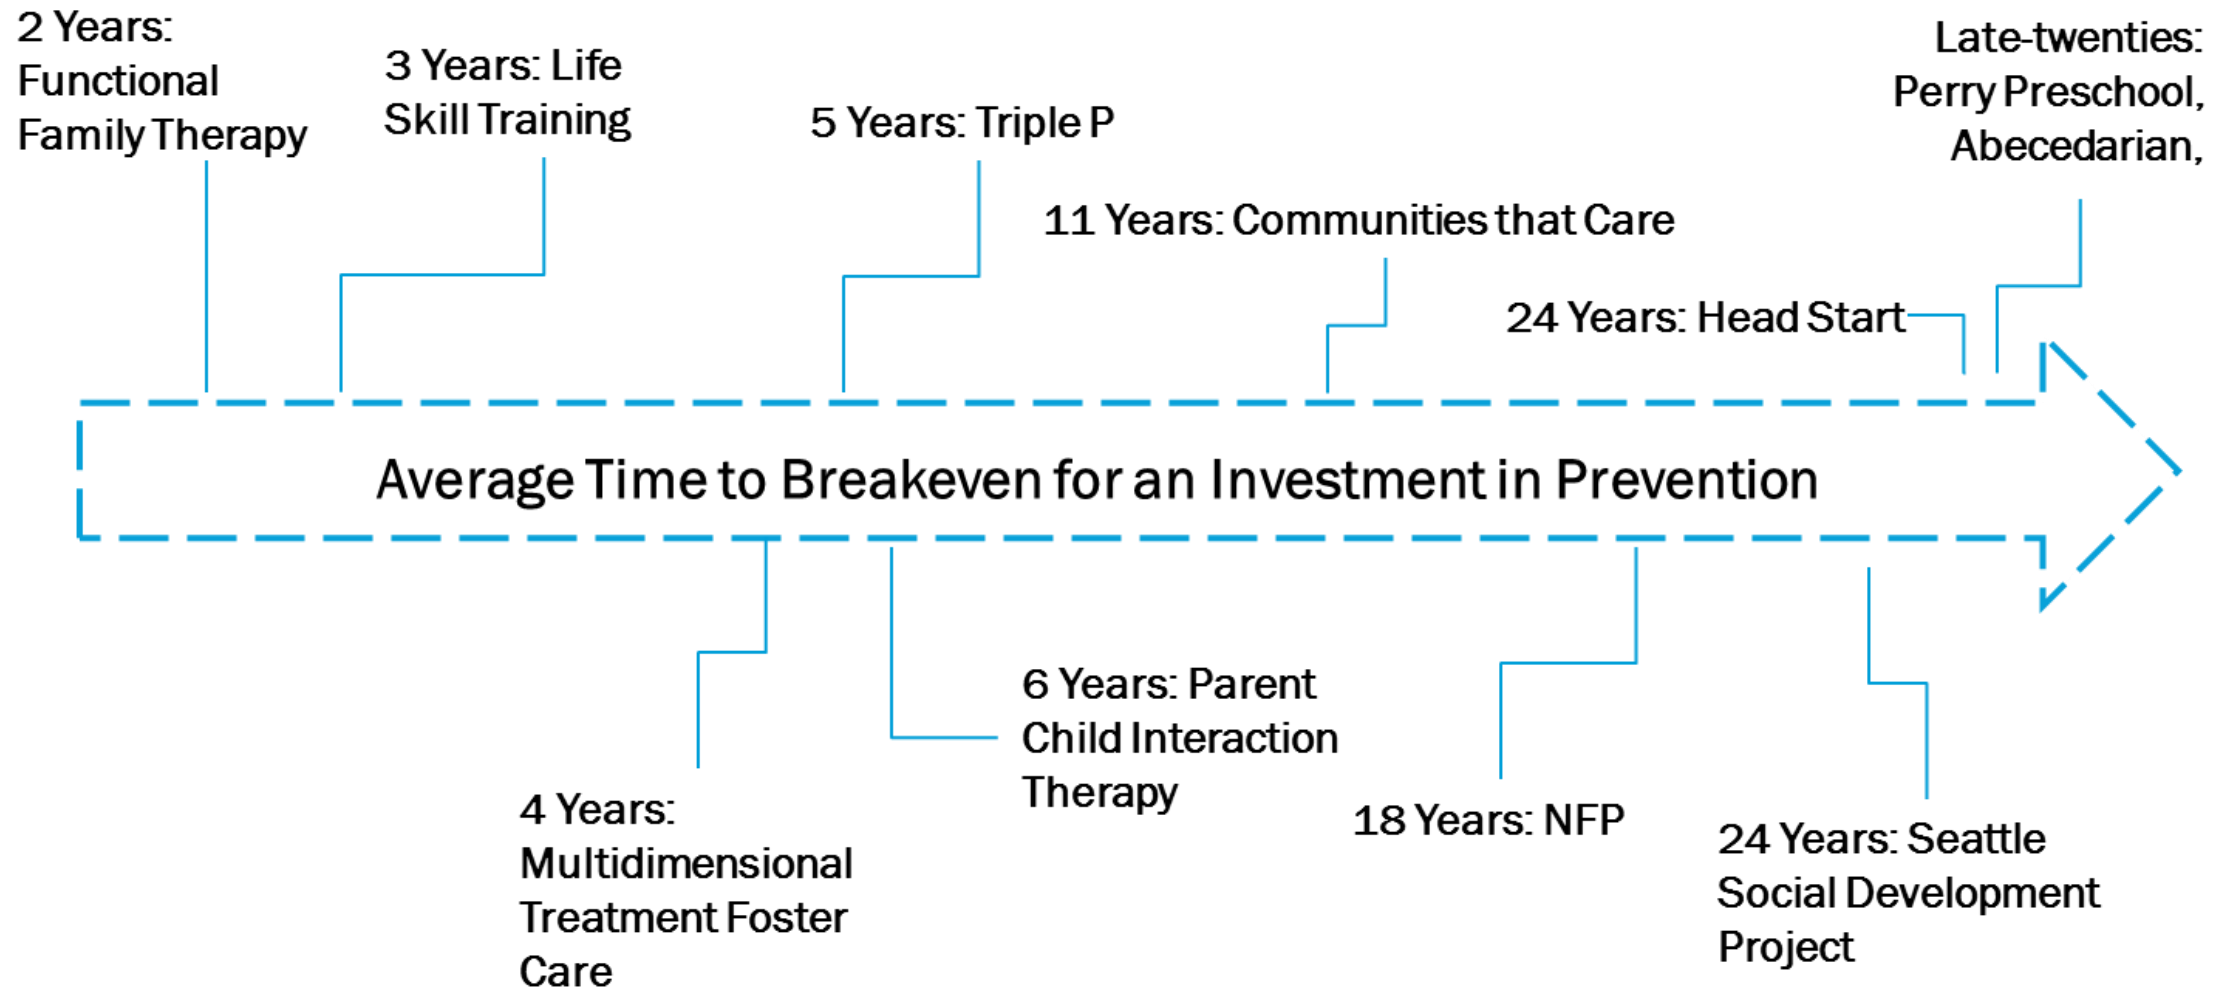 2 Years:
Functional
Family Therapy
3 Years: Life
Skill Training
5 Years: Triple P
11 Years: Communities that Care
24 Years: Head Start
Late-twenties:
Perry Preschool,
Abecedarian,
Average Time to Breakeven for an Investment in Prevention
4 Years:
Multidimensional
Treatment Foster
Care
6 Years: Parent
Child Interaction
Therapy
18 Years: NFP
24 Years: Seattle
Social Development
Project